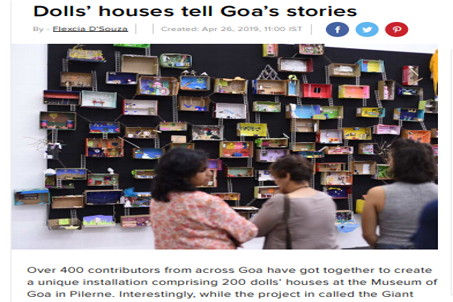 Dolls' houses tell Goa's stories
By - Flexcia D'Souza | Created: Apr 26, 2019, 11:00 IST |
Over 400 contributors from across Goa have got together to create
a unique installation comprising 200 dolls' houses at the Museum of
Goa in Pilerne. Interestingly, while the project in called the Giant